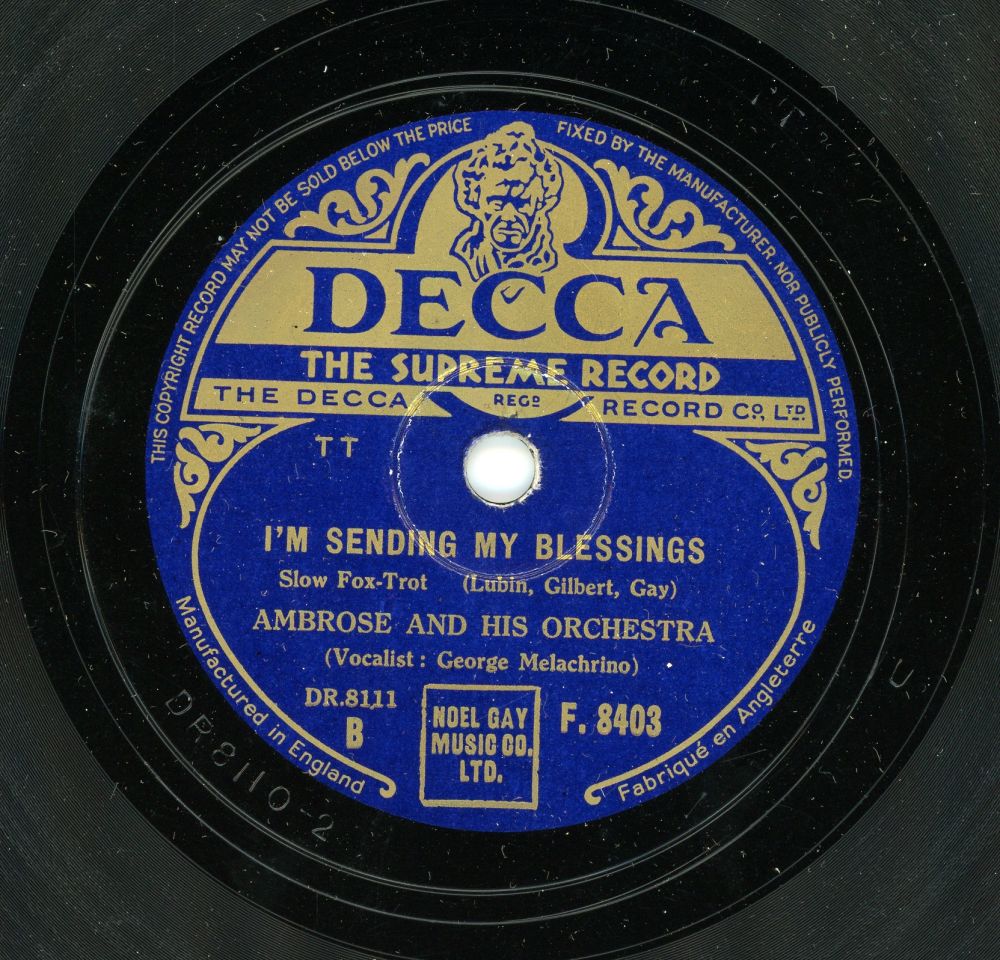 THIS COPYRIGHT RECORD MAY NOT BE SOLD BELOW THE PRICE FIXED BY THE MANUFACTURER NOR PUBLICLY PERFORMED.
DECCA
THE SUPREME RECORD
THE DECCA REGD RECORD CO., LTD.
TT
I'M SENDING MY BLESSINGS
Slow Fox-Trot (Lubin, Gilbert, Gay)
AMBROSE AND HIS ORCHESTRA
(Vocalist : George Melachrino)
DR.8111
B
NOEL GAY
MUSIC CO.
LTD.
F. 8403
Manufactured in England
Fabriqué en Angleterre
DR8110-2
U